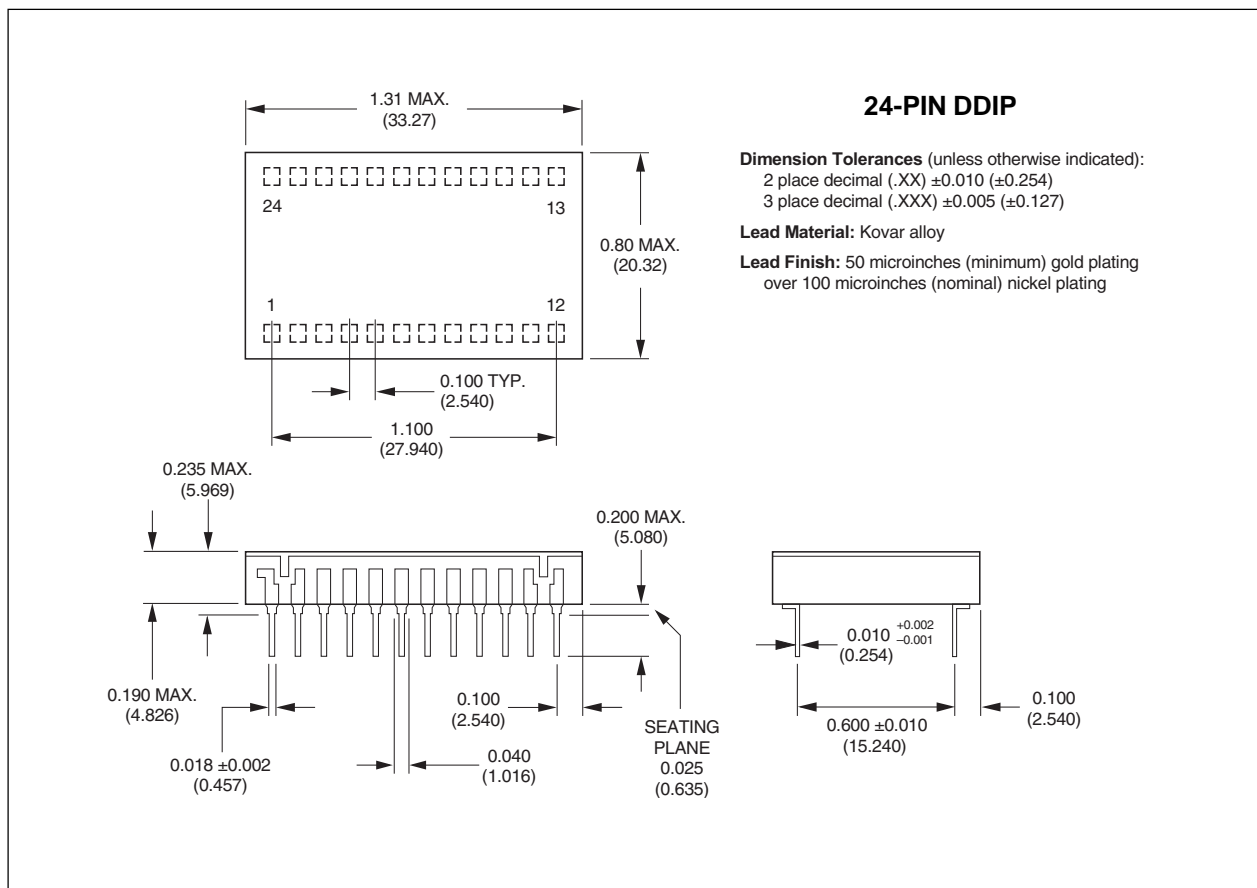 24-PIN DDIP
Dimension Tolerances (unless otherwise indicated):
2 place decimal (.XX) ±0.010 (±0.254)
3 place decimal (.XXX) ±0.005 (±0.127)
Lead Material: Kovar alloy
Lead Finish: 50 microinches (minimum) gold plating
over 100 microinches (nominal) nickel plating
1.31 MAX.
(33.27)
24
13
0.80 MAX.
(20.32)
1
12
0.100 TYP.
(2.540)
1.100
(27.940)
0.235 MAX.
(5.969)
0.200 MAX.
(5.080)
0.190 MAX.
(4.826)
0.018 ±0.002
(0.457)
0.040
(1.016)
0.100
(2.540)
SEATING
PLANE
0.025
(0.635)
0.010 +0.002
–0.001
(0.254)
0.600 ±0.010
(15.240)
0.100
(2.540)